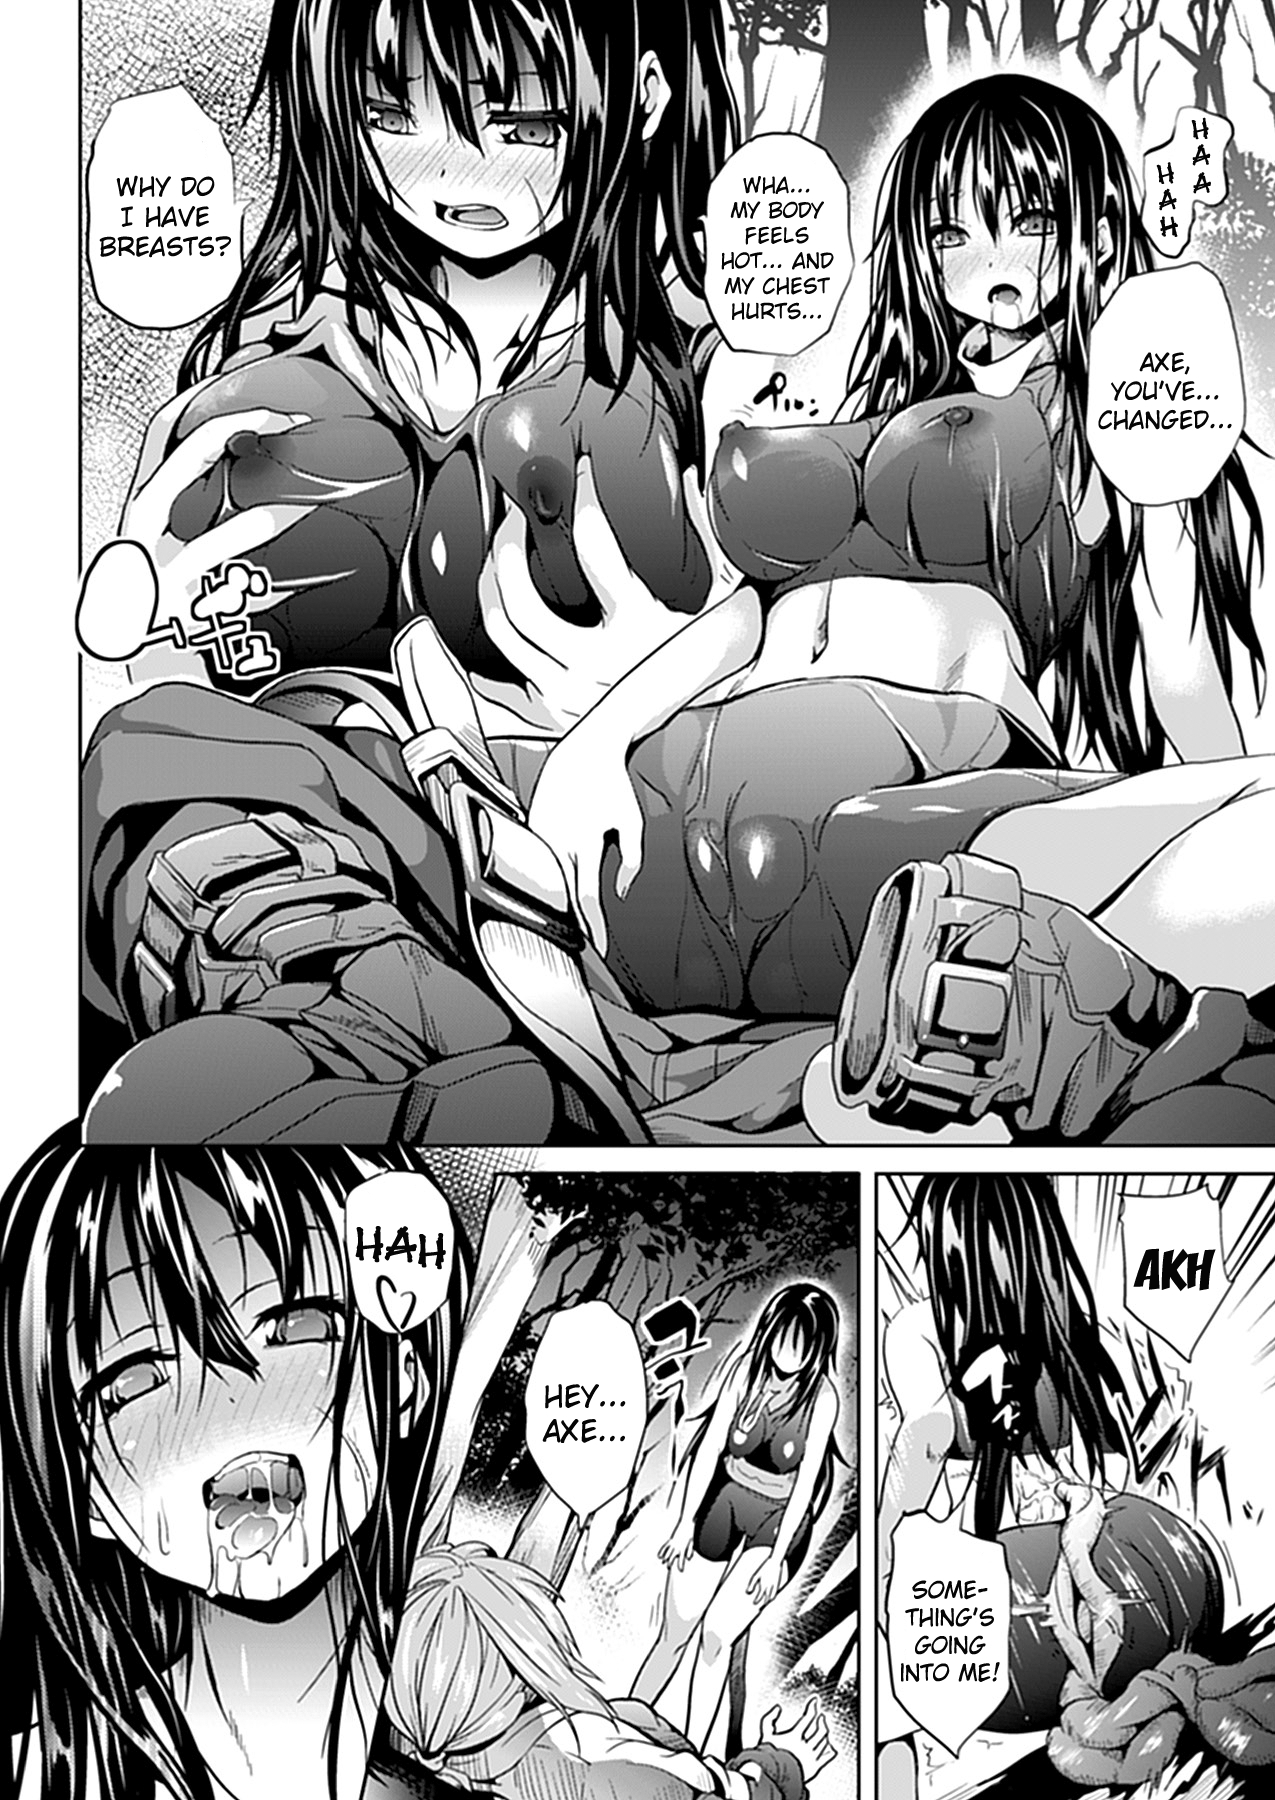 HAA
HAH
AXE,
YOU'VE...
CHANGED...
WHA...
MY BODY
FEELS
HOT... AND
MY CHEST
HURTS...
WHY DO
I HAVE
BREASTS?
AKH
SOME-
THING'S
GOING
INTO ME!
HEY...
AXE...
HAH